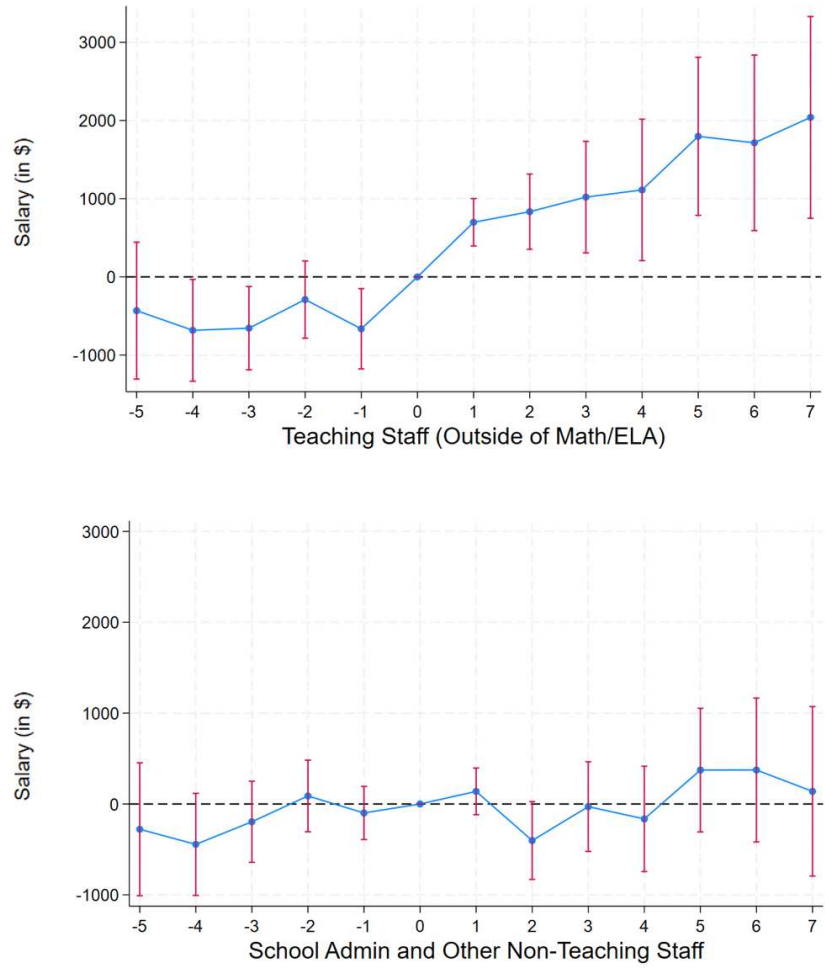 3000
2000
1000
0
-1000
Salary (in $)
-5 -4 -3 -2 -1 0 1 2 3 4 5 6 7
Teaching Staff (Outside of Math/ELA)
3000
2000
1000
0
-1000
Salary (in $)
-5 -4 -3 -2 -1 0 1 2 3 4 5 6 7
School Admin and Other Non-Teaching Staff